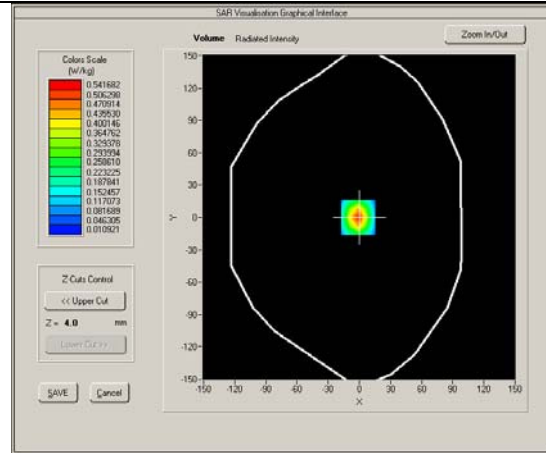 SAR Visualisation Graphical Interface
Volume Radiated Intensity
Zoom In/Out
Colors Scale
(W/kg)
0.541682
0.506298
0.470914
0.435530
0.400146
0.364762
0.329378
0.293994
0.258610
0.223225
0.187841
0.152457
0.117073
0.081689
0.046305
0.010921
Z Cuts Control
<< Upper Cut
Z = 4.0 mm
Lower Cut >>
SAVE Cancel
150
120
90
60
30
0
-30
-60
-90
-120
-150
Y
-150 -120 -90 -60 -30 0 30 60 90 120 150
X